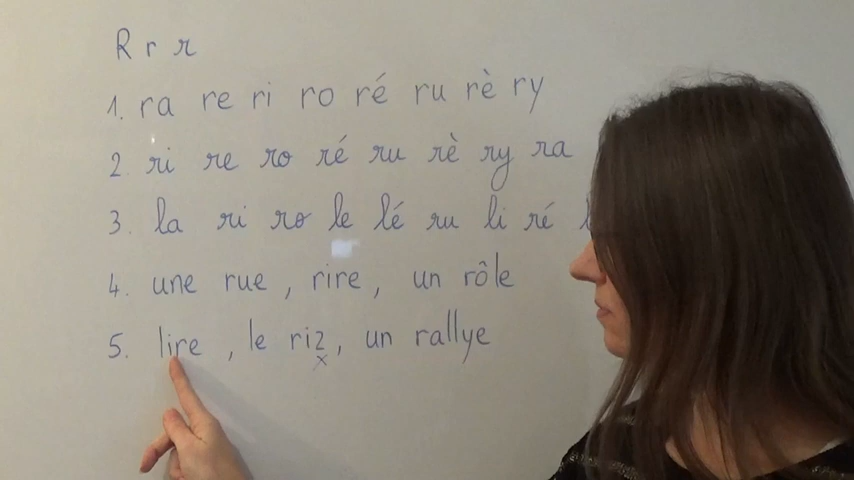 R r r
1. ra re ri ro ré ru rè ry
2. ri re ro ré ru rè ry ra
3. la ri ro le lé ru li ré
4. une rue, rire, un rôle
5. lire, le riz, un rallye
x